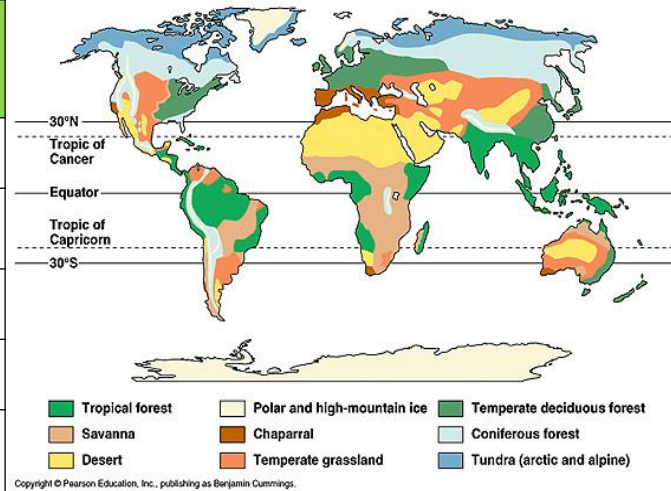 30°N
Tropic of
Cancer
Equator
Tropic of
Capricorn
30°S
Tropical forest
Polar and high-mountain ice
Temperate deciduous forest
Savanna
Chaparral
Coniferous forest
Desert
Temperate grassland
Tundra (arctic and alpine)
Copyright © Pearson Education, Inc., publishing as Benjamin Cummings.